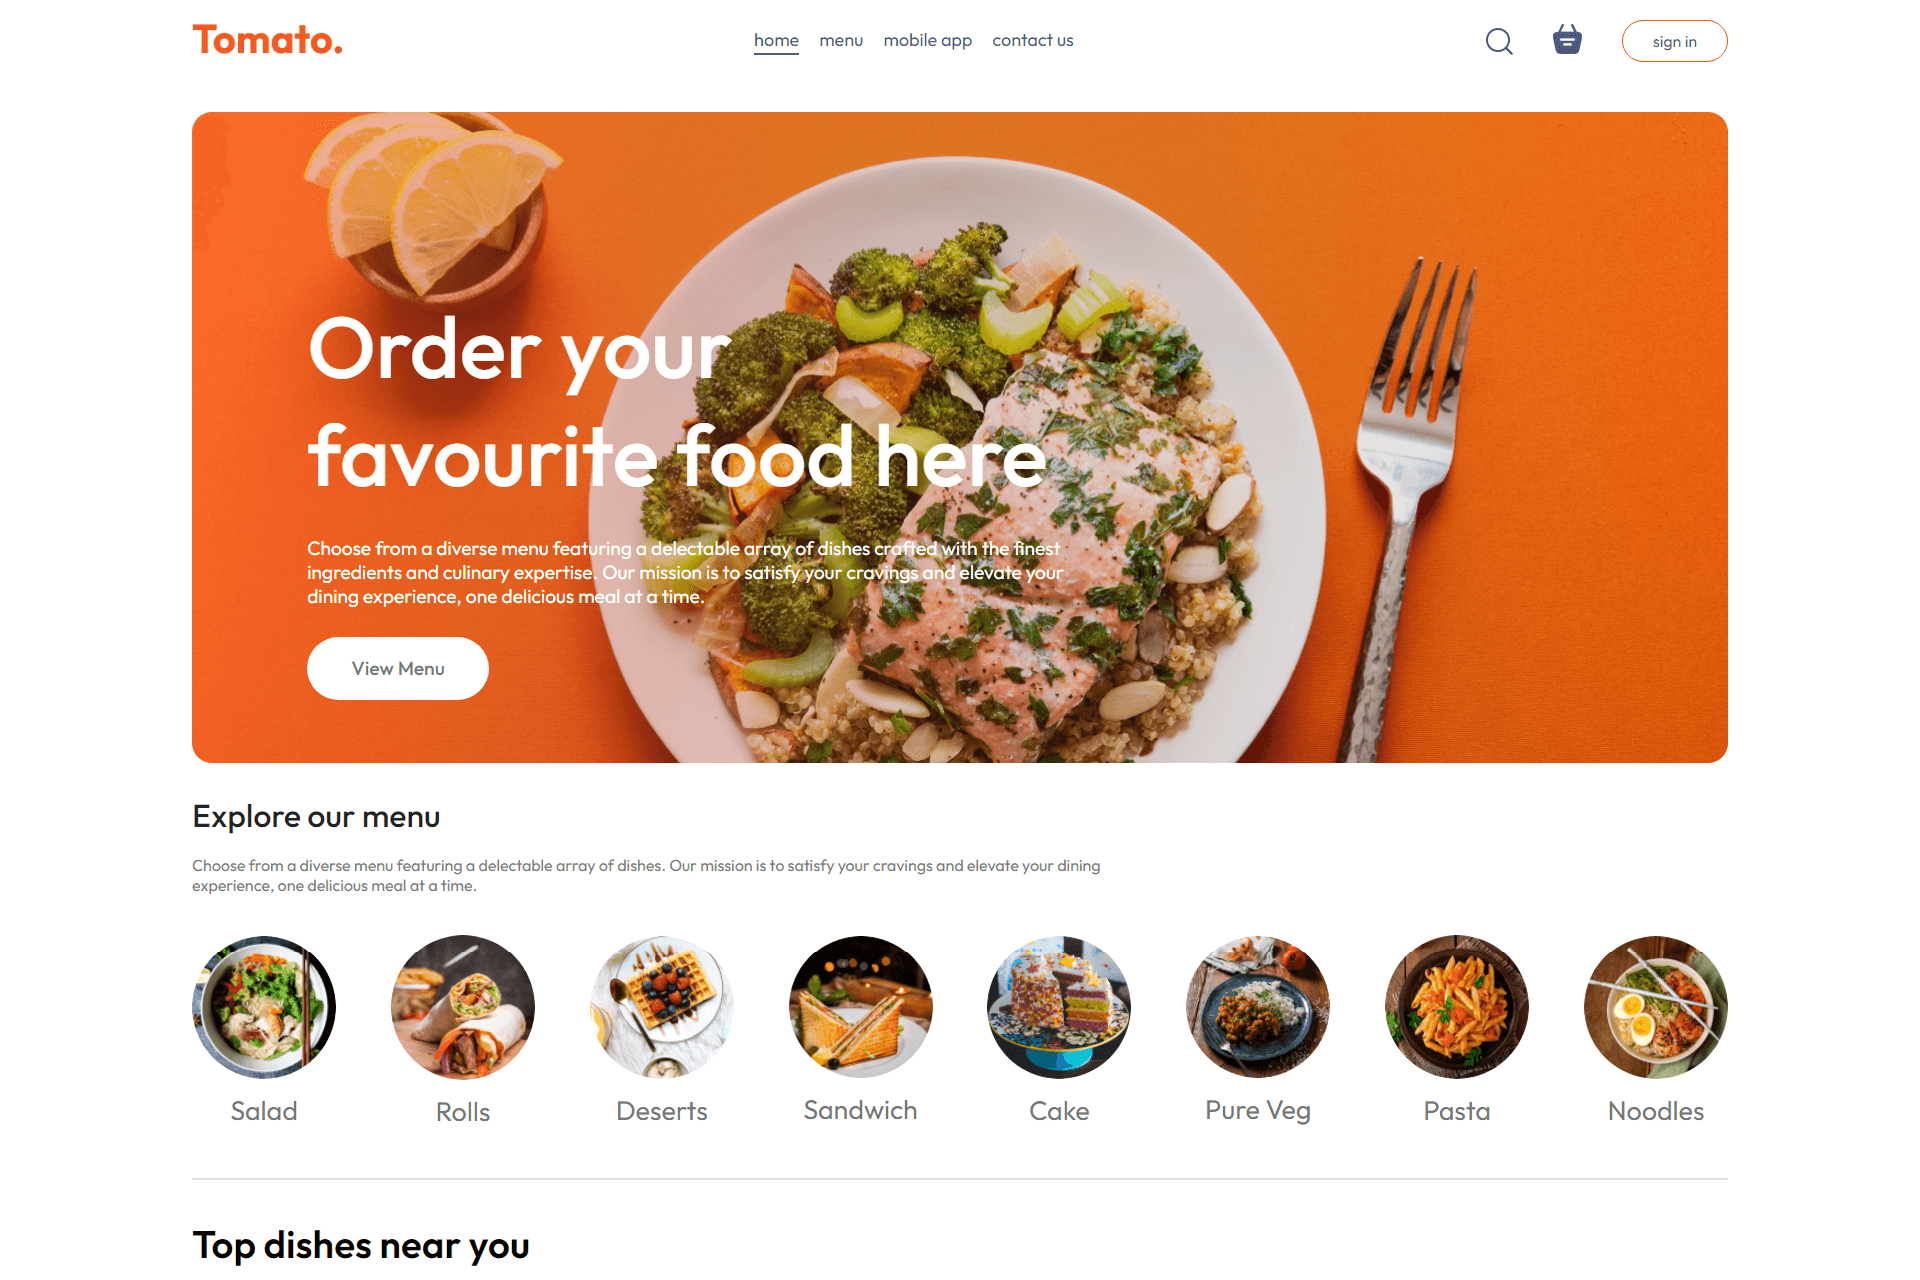 Tomato.
home menu mobile app contact us
sign in
Order your
favourite food here
Choose from a diverse menu featuring a delectable array of dishes crafted with the finest
ingredients and culinary expertise. Our mission is to satisfy your cravings and elevate your
dining experience, one delicious meal at a time.
View Menu
Explore our menu
Choose from a diverse menu featuring a delectable array of dishes. Our mission is to satisfy your cravings and elevate your dining
experience, one delicious meal at a time.
Salad Rolls Deserts Sandwich Cake Pure Veg Pasta Noodles
Top dishes near you